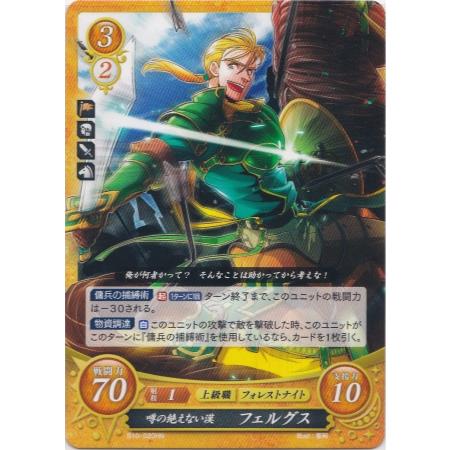 3
2
俺が何者かって？ そんなことは助かってから考えな！
傭兵の捕縛術 起 1ターンに1回 ターン終了まで、このユニットの戦闘力
は－30される。
物資調達 自 このユニットの攻撃で敵を撃破した時、このユニットが
このターンに『傭兵の捕縛術』を使用しているなら、カードを1枚引く。
戦闘力
70
射程 1 上級職 フォレストナイト
支援力
10
噂の絶えない漢 フェルグス